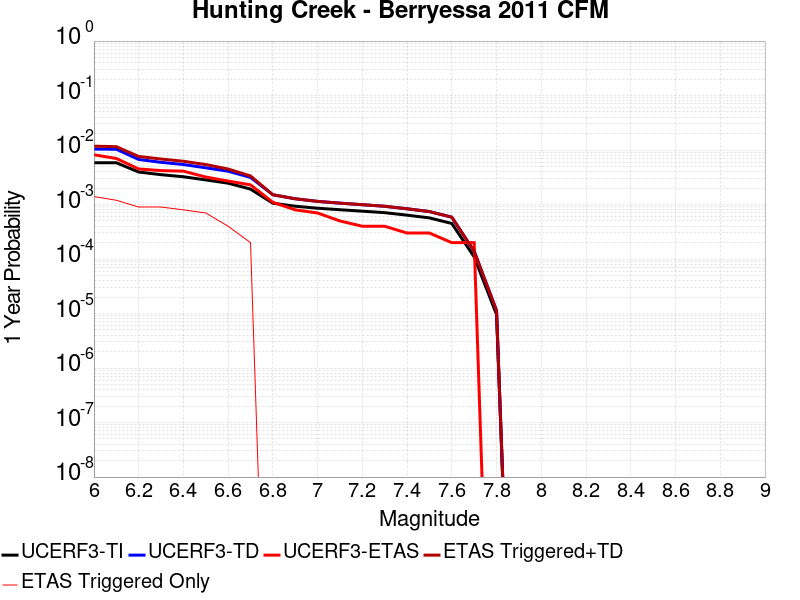 Hunting Creek - Berryessa 2011 CFM
10^0
10^-1
10^-2
10^-3
10^-4
10^-5
10^-6
10^-7
10^-8
1 Year Probability
6 6.2 6.4 6.6 6.8 7 7.2 7.4 7.6 7.8 8 8.2 8.4 8.6 8.8 9
Magnitude
UCERF3-TI UCERF3-TD UCERF3-ETAS ETAS Triggered+TD
ETAS Triggered Only